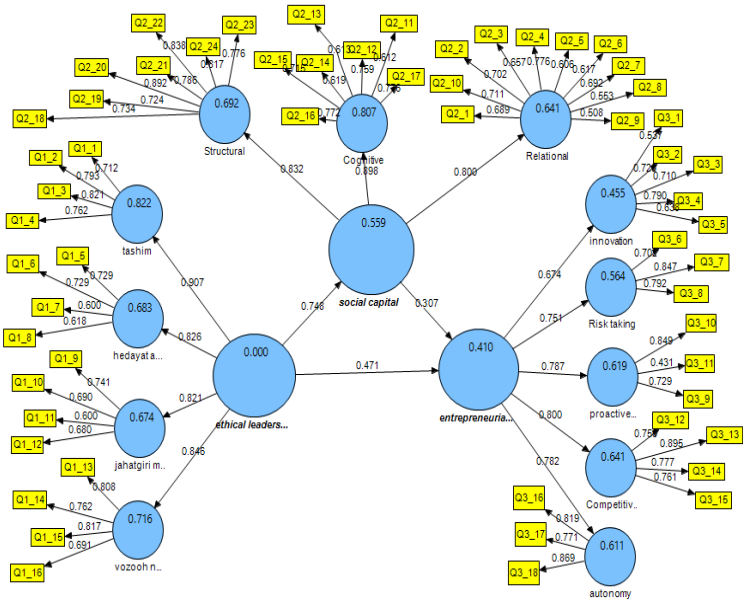 Q2_22
Q2_23
Q2_24
Q2_20
Q2_21
Q2_19
Q2_18
0.838
0.776
0.817
0.892
0.786
0.724
0.734
0.692
Structural
Q2_13
Q2_11
Q2_12
Q2_15
Q2_14
Q2_17
Q2_16
0.612
0.759
0.619
0.772
0.807
Cognitive
Q2_3
Q2_4
Q2_5
Q2_6
Q2_2
Q2_7
Q2_10
Q2_8
Q2_1
Q2_9
0.702
0.657
0.776
0.606
0.617
0.692
0.553
0.711
0.689
0.508
0.641
Relational
0.832
0.898
0.800
Q1_1
Q1_2
Q1_3
Q1_4
0.712
0.793
0.821
0.762
0.822
tashim
0.559
social capital
Q3_1
Q3_2
Q3_3
Q3_4
Q3_5
0.537
0.710
0.790
0.638
0.455
innovation
Q1_5
Q1_6
Q1_7
Q1_8
0.729
0.729
0.600
0.618
0.683
hedayata...
0.907
0.826
0.748
0.307
0.674
Q3_6
Q3_7
Q3_8
0.847
0.792
0.564
Risk taking
0.751
Q1_9
Q1_10
Q1_11
Q1_12
0.741
0.690
0.600
0.680
0.674
jahatgiri m...
0.821
0.000
ethical leaders...
0.471
0.410
entrepreneuria...
0.787
Q3_10
Q3_11
Q3_9
0.849
0.431
0.729
0.619
proactive...
0.846
0.800
0.782
Q3_12
Q3_13
Q3_14
Q3_15
0.895
0.777
0.761
0.641
Competitiv..
Q1_13
Q1_14
Q1_15
Q1_16
0.808
0.762
0.817
0.691
0.716
vozooh n...
Q3_16
Q3_17
Q3_18
0.819
0.771
0.869
0.611
autonomy